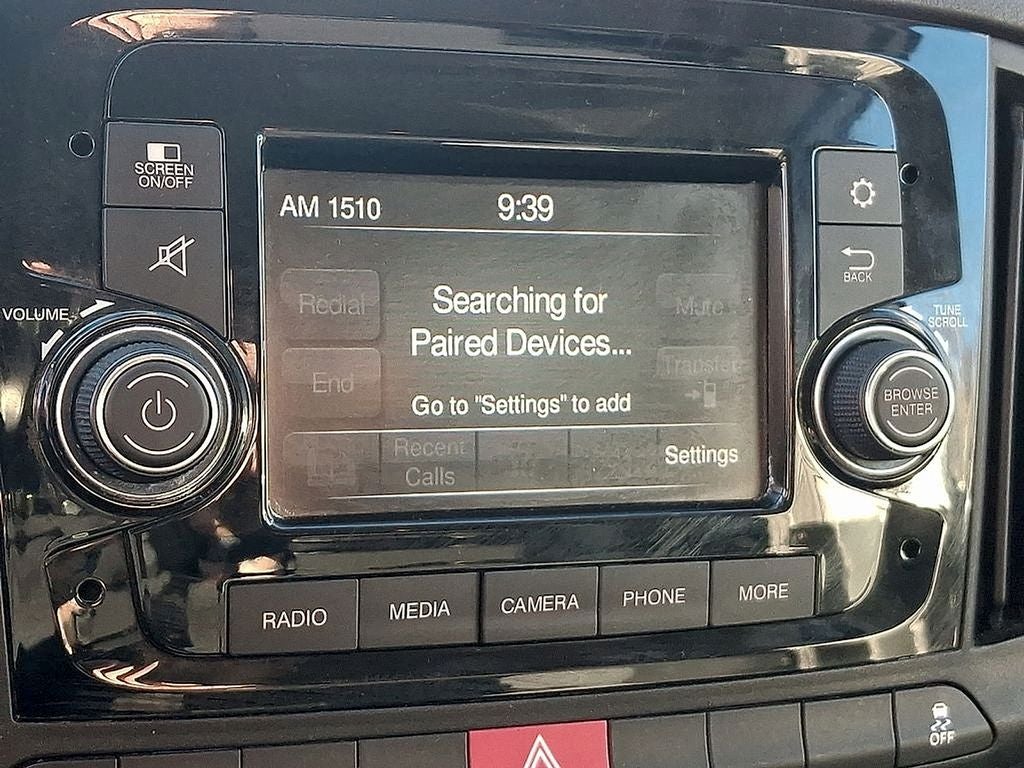 SCREEN
ON/OFF
AM 1510
9:39
VOLUME
Redial
Searching for
Paired Devices...
Mute
End
Transfer
Go to "Settings" to add
Recent
Calls
Settings
BACK
TUNE
SCROLL
BROWSE
ENTER
RADIO
MEDIA
CAMERA
PHONE
MORE
OFF